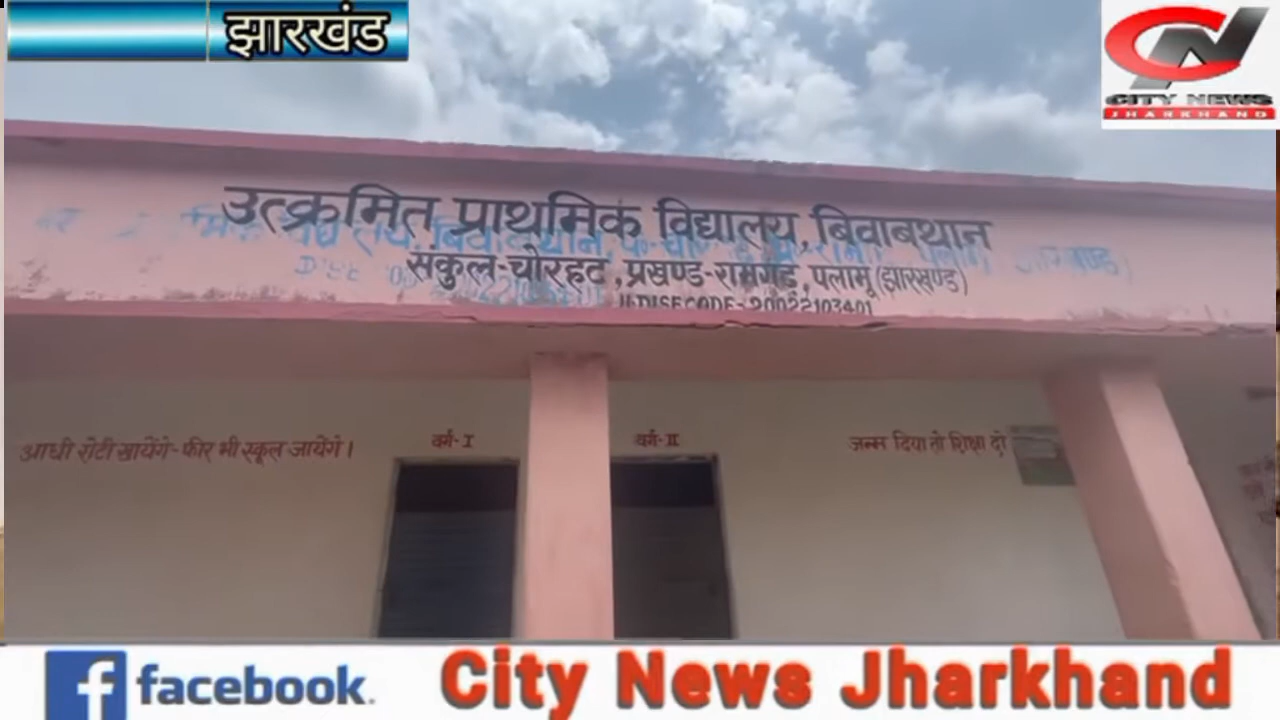 झारखंड
CITY NEWS
JHARKHAND
उत्क्रमित प्राथमिक विद्यालय, बिवाबथान
संकुल-चोरहट, प्रखण्ड-रामगढ़, पलामू (झारखण्ड)
U-DISE CODE-20022103401
आधी रोटी खायेंगे-फीर भी स्कूल जायेंगे।
वर्ग-I
वर्ग-II
जन्म दिया तो शिक्षा दो
facebook.
City News Jharkhand